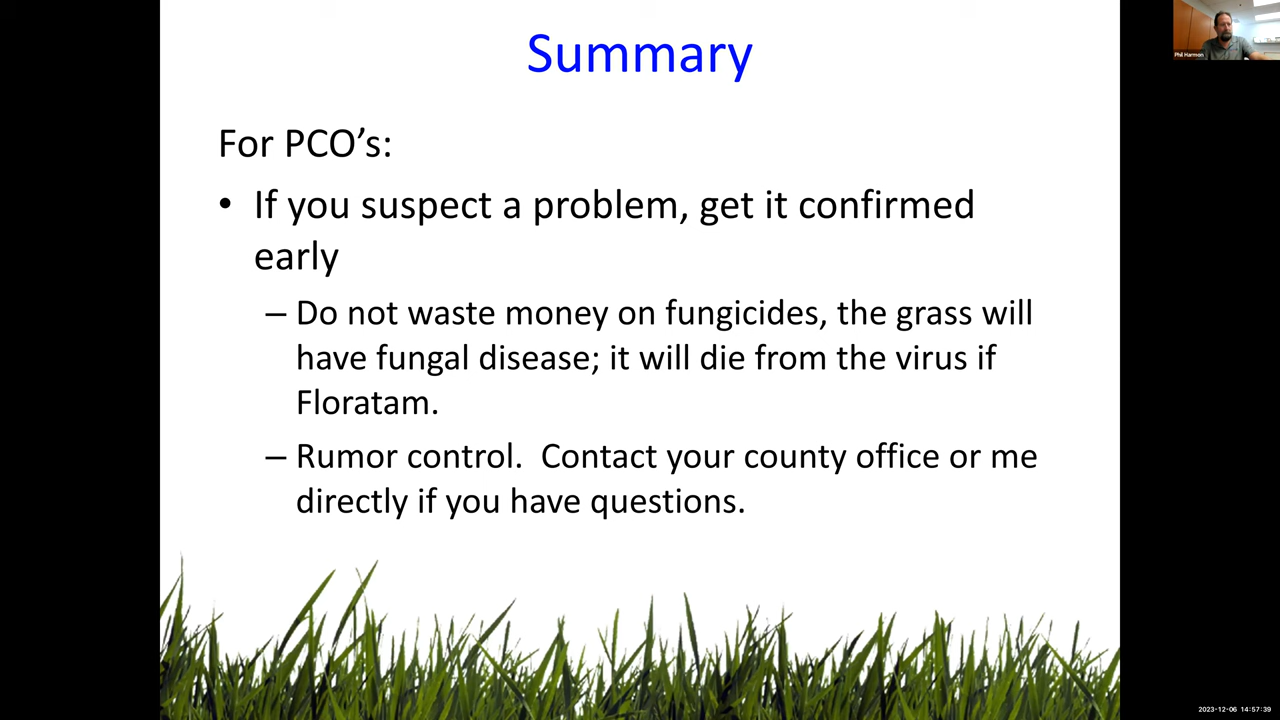 Summary
Phil Harmon
For PCO's:
• If you suspect a problem, get it confirmed
early
– Do not waste money on fungicides, the grass will
have fungal disease; it will die from the virus if
Floratam.
– Rumor control.  Contact your county office or me
directly if you have questions.
2023-12-06 14:57:39